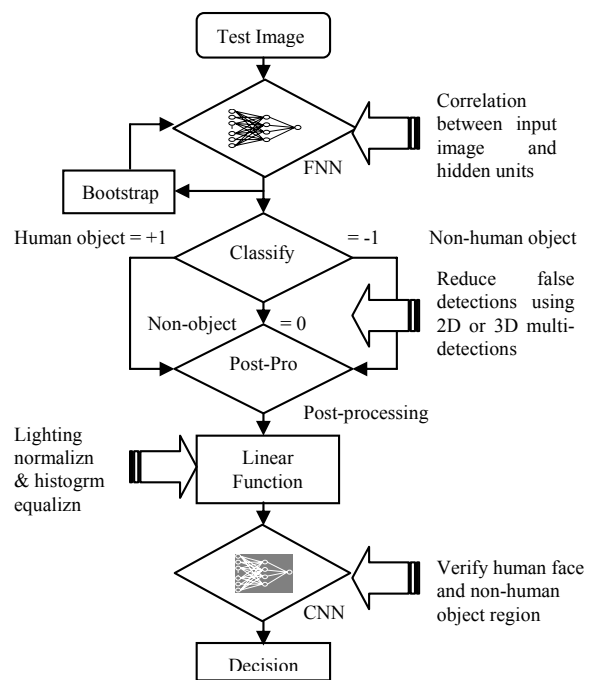 Test Image
Correlation
between input
image and
hidden units
FNN
Bootstrap
Human object = +1
= -1
Non-human object
Classify
Reduce false
detections using
2D or 3D multi-
detections
Non-object = 0
Post-Pro
Post-processing
Lighting
normalizn
& histogrm
equalizn
Linear
Function
Verify human face
and non-human
object region
CNN
Decision